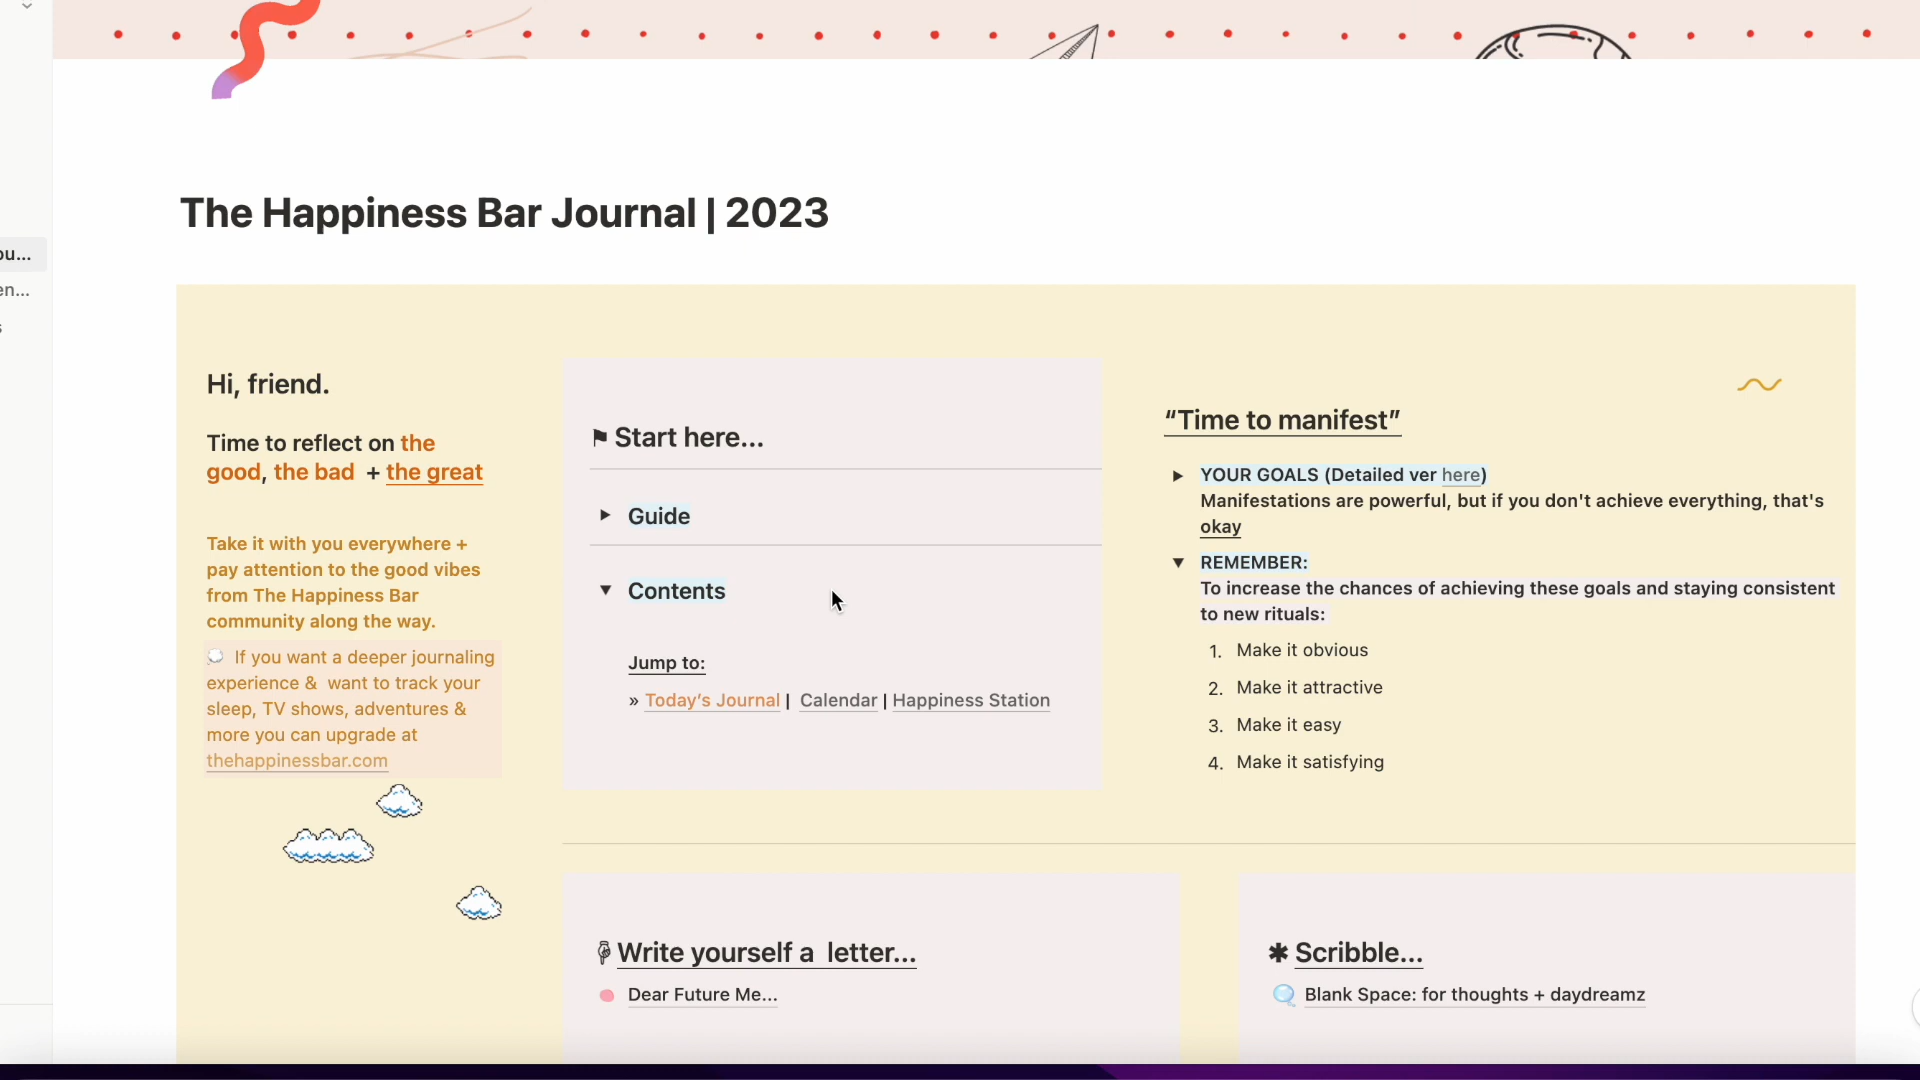 ou...
en...
s
The Happiness Bar Journal | 2023
Hi, friend.
Time to reflect on the
good, the bad + the great
Take it with you everywhere +
pay attention to the good vibes
from The Happiness Bar
community along the way.
If you want a deeper journaling
experience & want to track your
sleep, TV shows, adventures &
more you can upgrade at
thehappinessbar.com
Start here...
Guide
Contents
Jump to:
» Today's Journal | Calendar | Happiness Station
“Time to manifest”
YOUR GOALS (Detailed ver here)
Manifestations are powerful, but if you don't achieve everything, that's
okay
REMEMBER:
To increase the chances of achieving these goals and staying consistent
to new rituals:
1. Make it obvious
2. Make it attractive
3. Make it easy
4. Make it satisfying
Write yourself a letter...
Dear Future Me...
✱ Scribble...
Blank Space: for thoughts + daydreamz